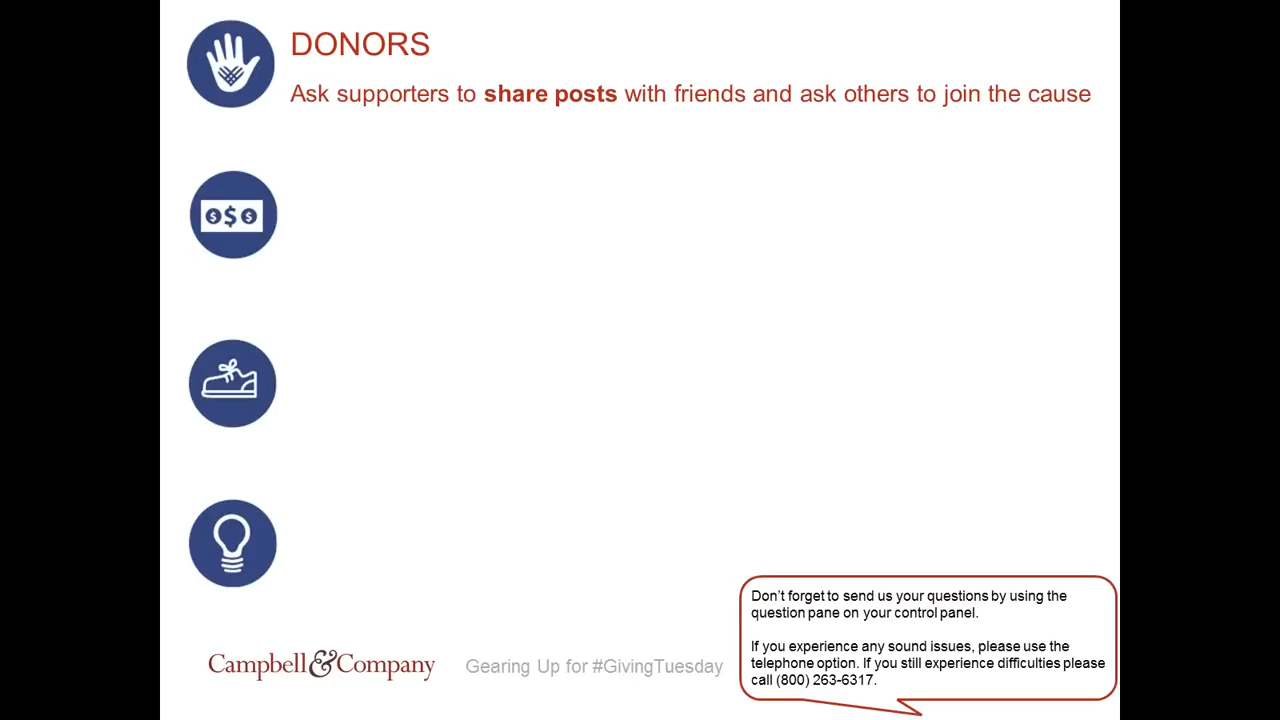 DONORS
Ask supporters to share posts with friends and ask others to join the cause
$ $ $
Don't forget to send us your questions by using the
question pane on your control panel.
If you experience any sound issues, please use the
telephone option. If you still experience difficulties please
call (800) 263-6317.
Campbell&Company
Gearing Up for #GivingTuesday